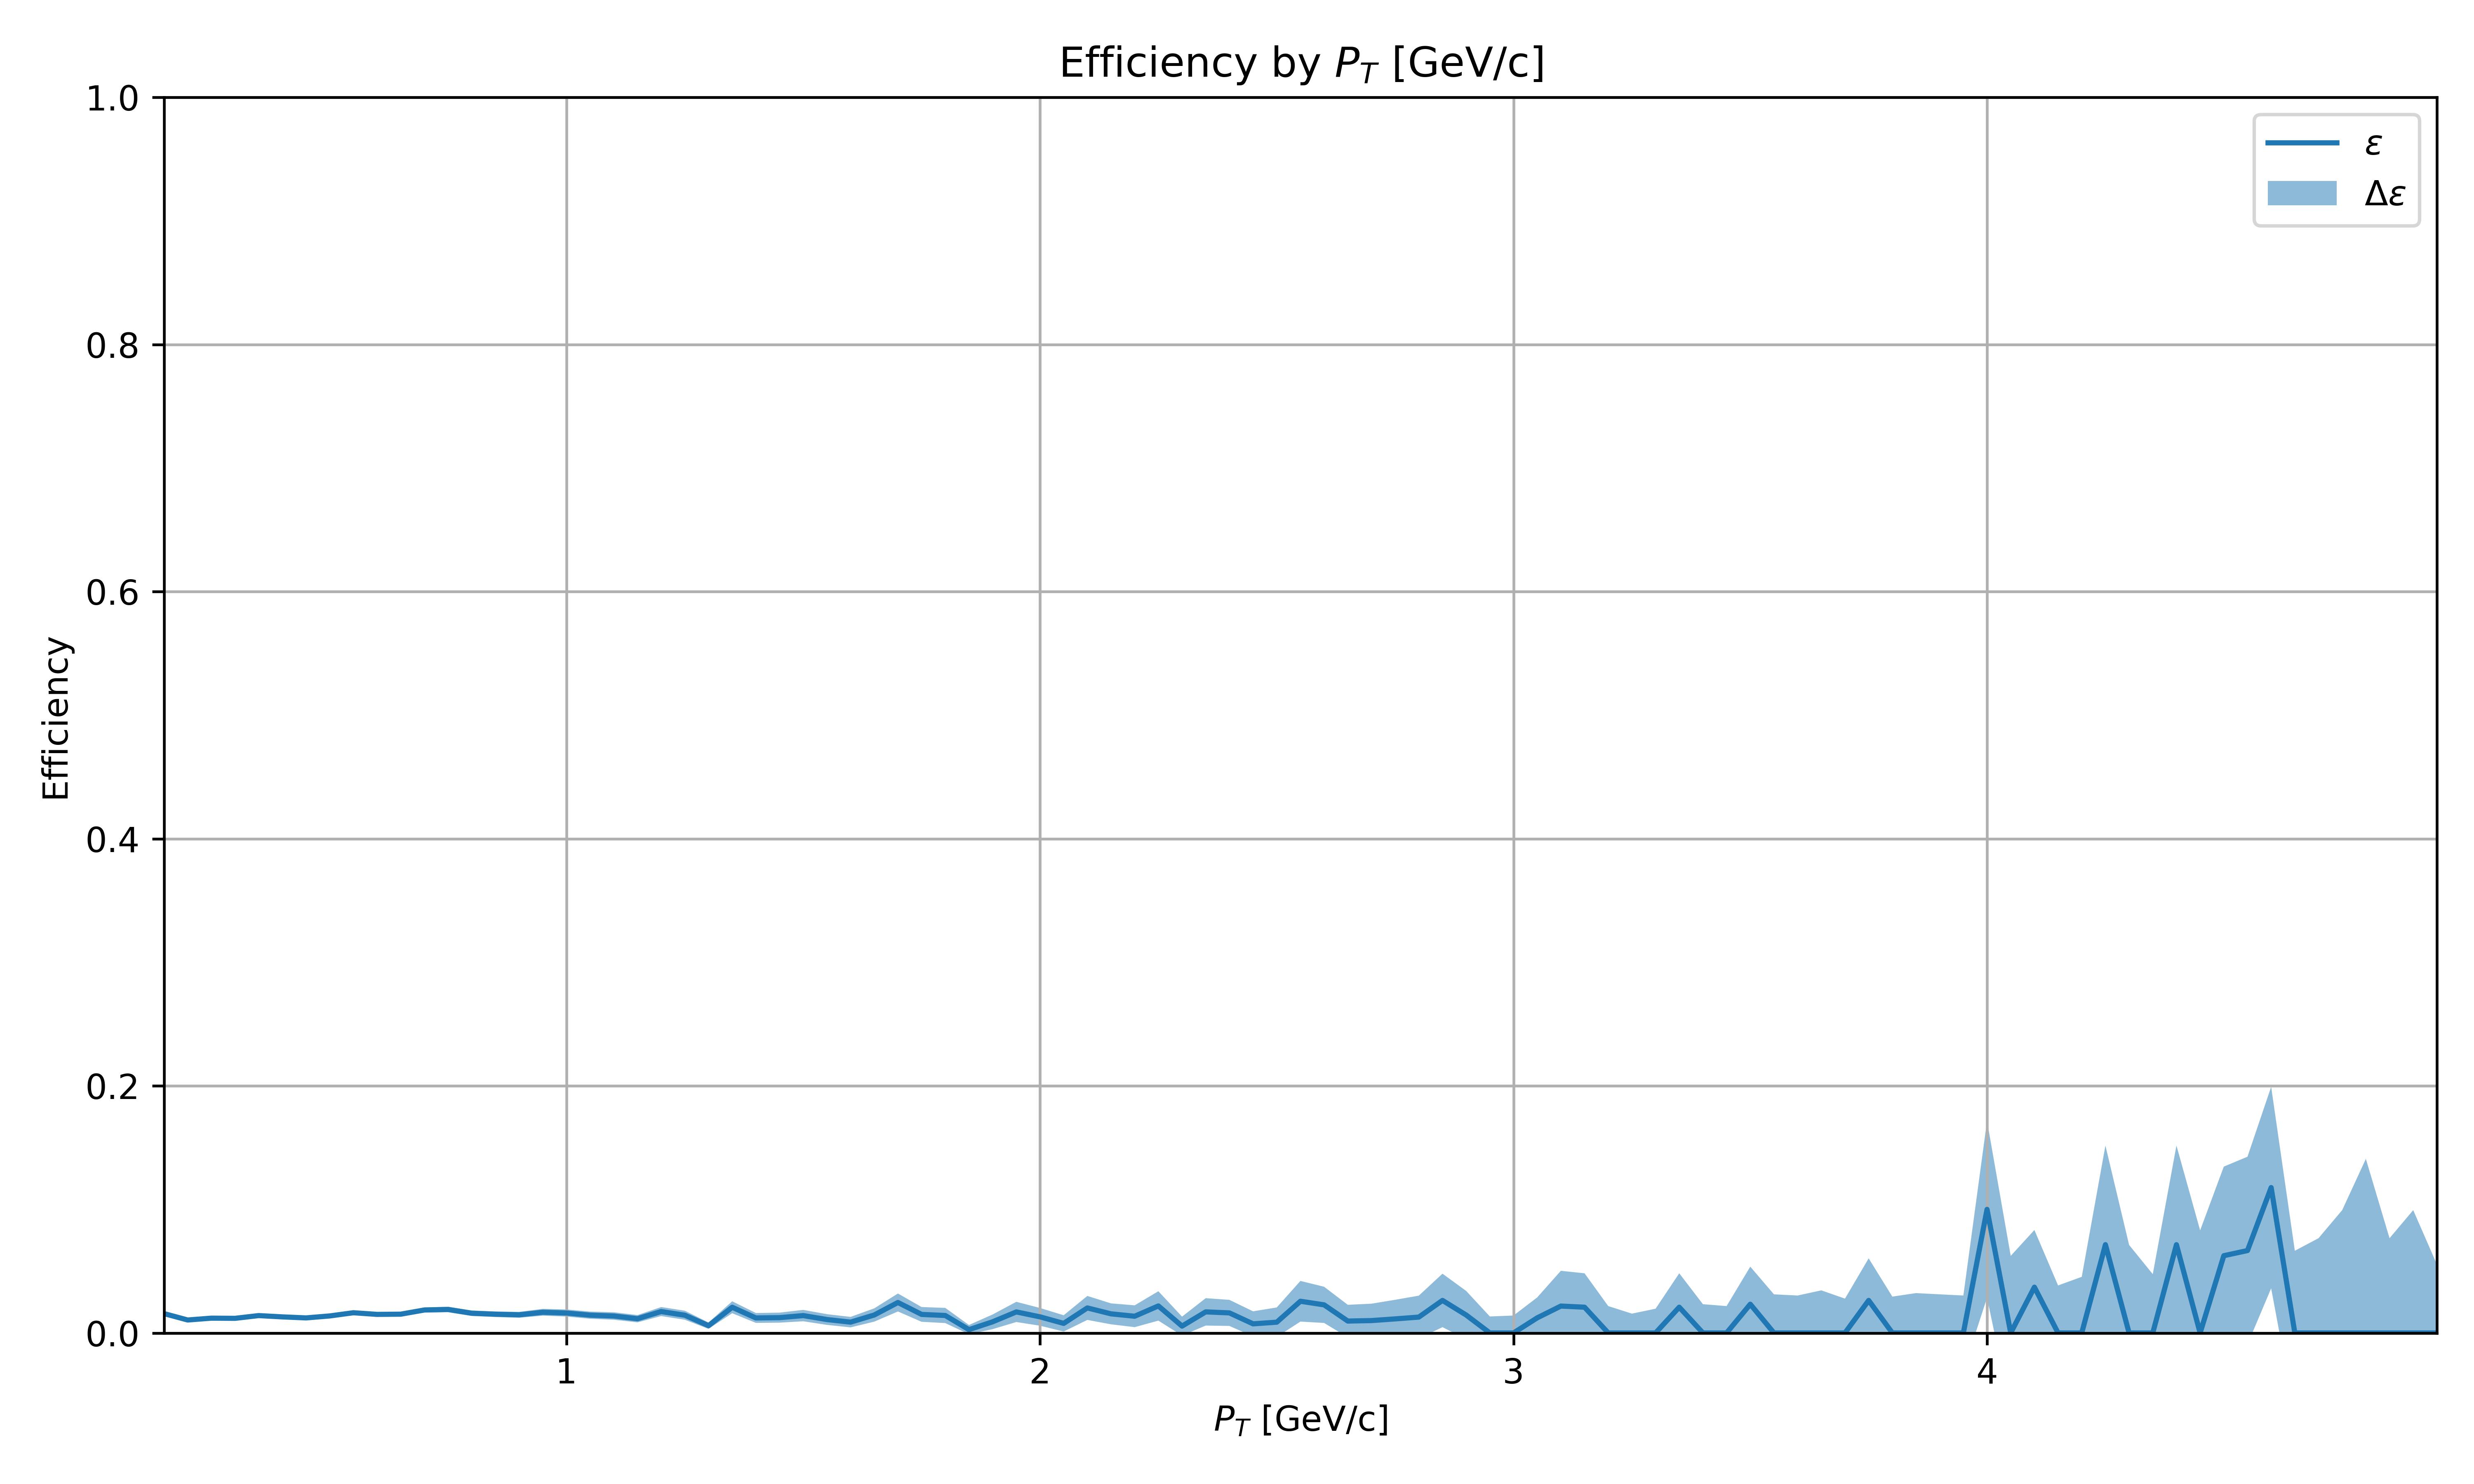 Efficiency by P_T [GeV/c]
ε
Δε
1.0
0.8
0.6
0.4
0.2
0.0
Efficiency
1
2
3
4
P_T [GeV/c]